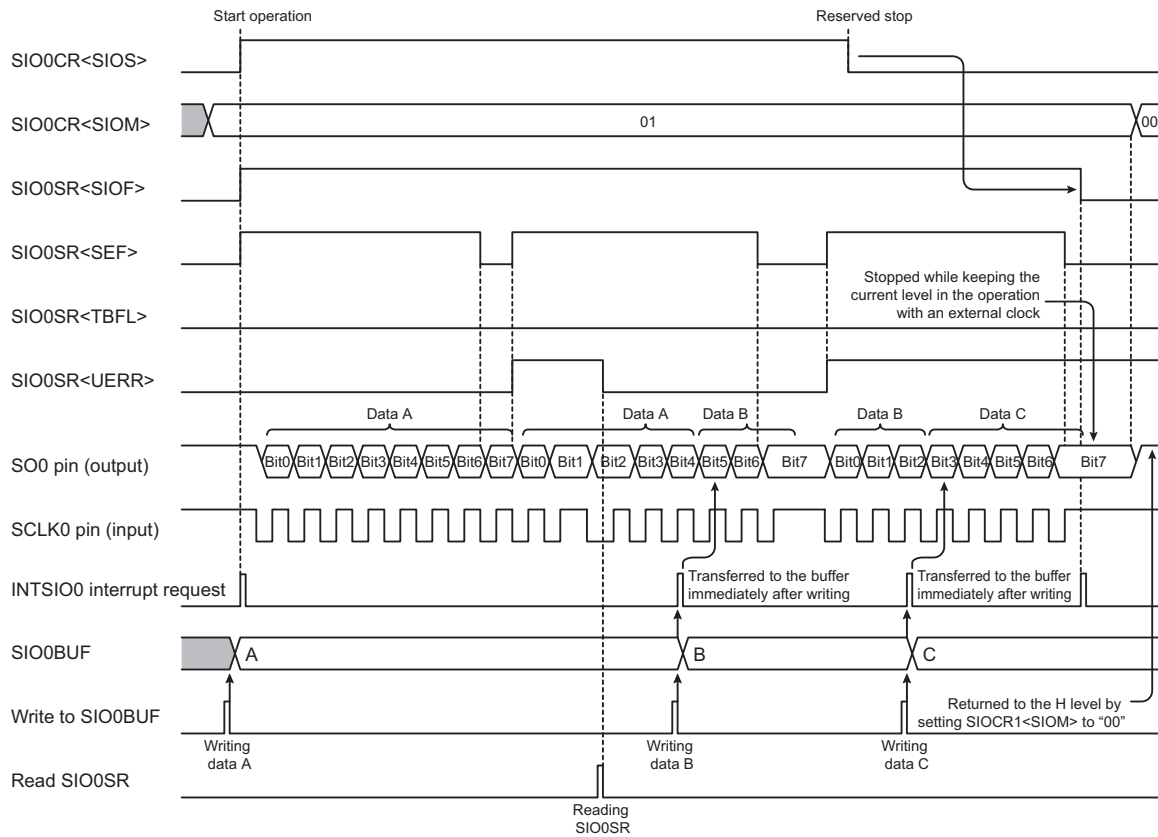 Start operation
Reserved stop
SIO0CR<SIOS>
SIO0CR<SIOM>
01
00
SIO0SR<SIOF>
SIO0SR<SEF>
Stopped while keeping the
current level in the operation
with an external clock
SIO0SR<TBFL>
SIO0SR<UERR>
Data A
Data A
Data B
Data B
Data C
SO0 pin (output)
Bit0 Bit1 Bit2 Bit3 Bit4 Bit5 Bit6 Bit7 Bit0 Bit1 Bit2 Bit3 Bit4 Bit5 Bit6 Bit7 Bit0 Bit1 Bit2 Bit3 Bit4 Bit5 Bit6 Bit7
SCLK0 pin (input)
INTSIO0 interrupt request
Transferred to the buffer
immediately after writing
Transferred to the buffer
immediately after writing
SIO0BUF
A
B
C
Write to SIO0BUF
Returned to the H level by
setting SIOCR1<SIOM> to “00”
Writing
data A
Writing
data B
Writing
data C
Read SIO0SR
Reading
SIO0SR